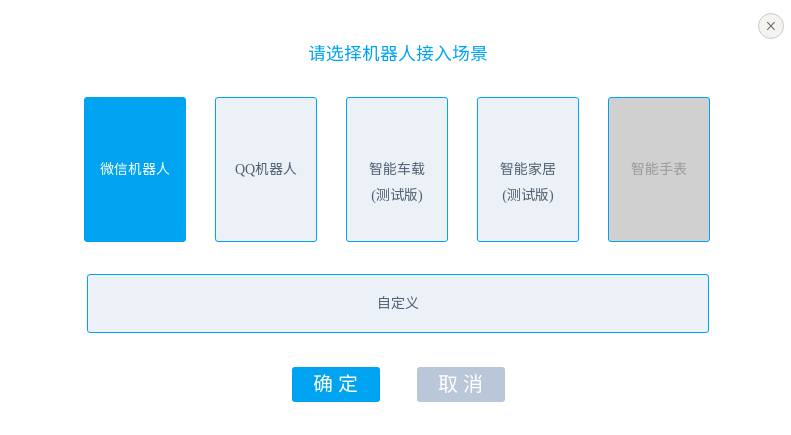 请选择机器人接入场景
微信机器人
QQ机器人
智能车载
(测试版)
智能家居
(测试版)
智能手表
自定义
确定
取消